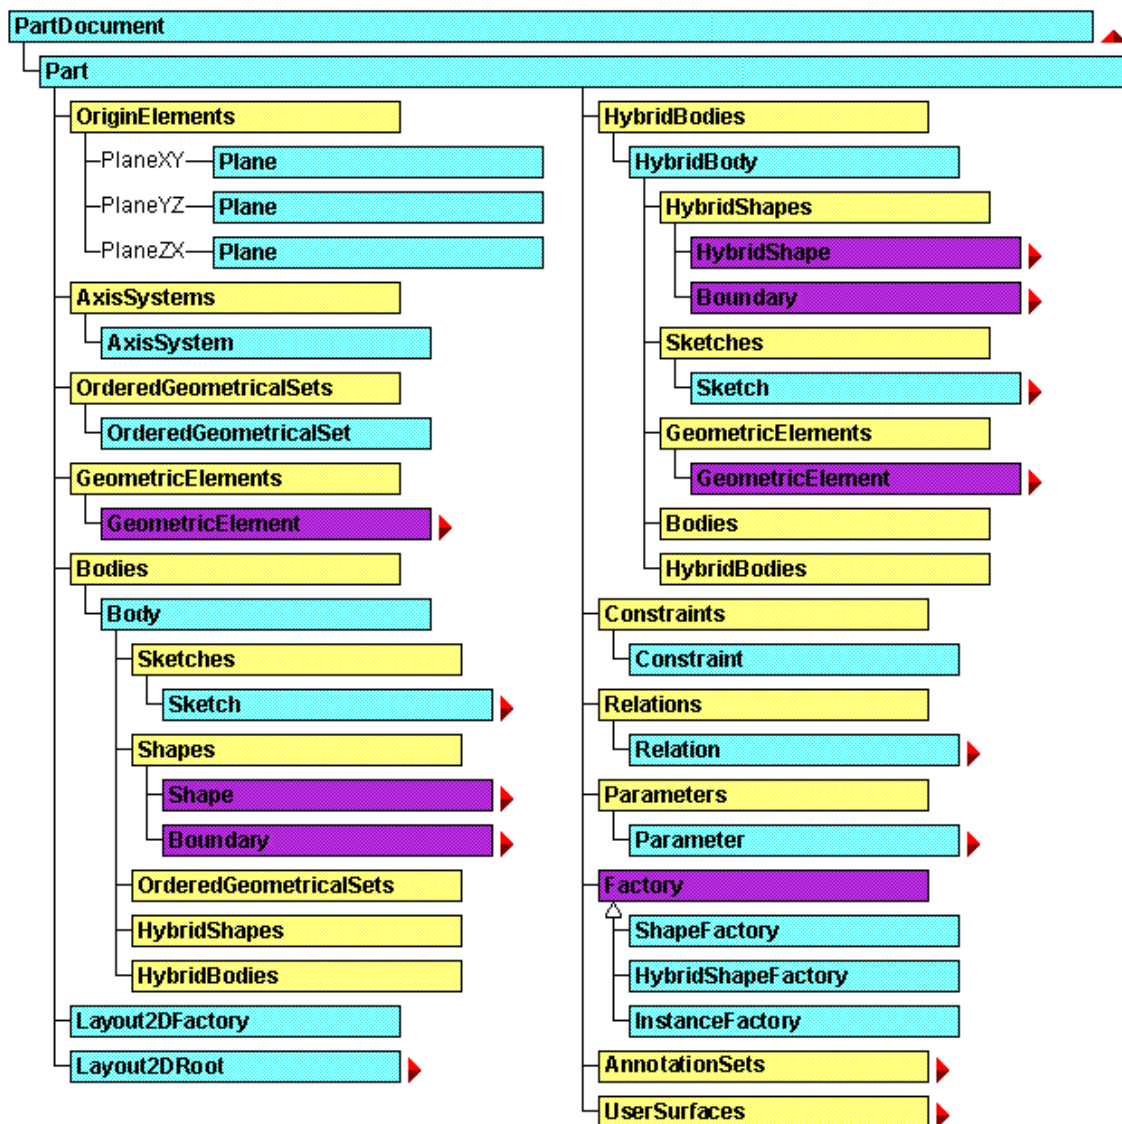 PartDocument
Part
OriginElements
PlaneXY Plane
PlaneYZ Plane
PlaneZX Plane
AxisSystems
AxisSystem
OrderedGeometricalSets
OrderedGeometricalSet
GeometricElements
GeometricElement
Bodies
Body
Sketches
Sketch
Shapes
Shape
Boundary
OrderedGeometricalSets
HybridShapes
HybridBodies
Layout2DFactory
Layout2DRoot
HybridBodies
HybridBody
HybridShapes
HybridShape
Boundary
Sketches
Sketch
GeometricElements
GeometricElement
Bodies
HybridBodies
Constraints
Constraint
Relations
Relation
Parameters
Parameter
Factory
ShapeFactory
HybridShapeFactory
InstanceFactory
AnnotationSets
UserSurfaces